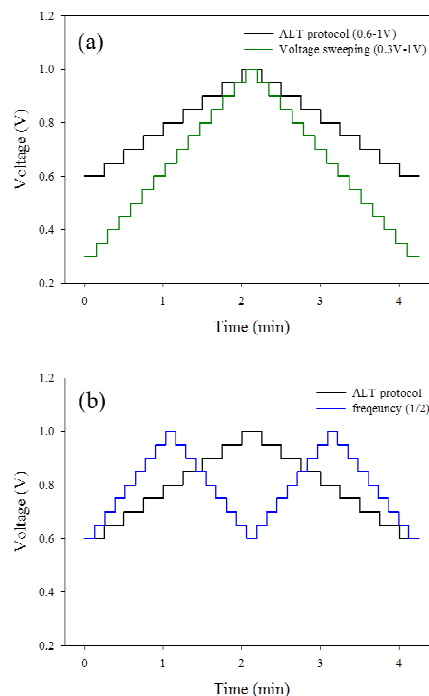 (a)
ALT protocol (0.6-1V)
Voltage sweeping (0.3V-1V)
1.2
1.0
0.8
0.6
0.4
0.2
Voltage (V)
0 1 2 3 4
Time (min)
(b)
ALT protocol
freqeuncy (1/2)
1.2
1.0
0.8
0.6
0.4
0.2
Voltage (V)
0 1 2 3 4
Time (min)